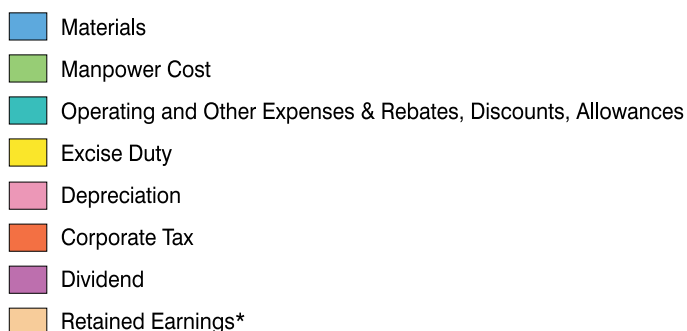 Materials
Manpower Cost
Operating and Other Expenses & Rebates, Discounts, Allowances
Excise Duty
Depreciation
Corporate Tax
Dividend
Retained Earnings*